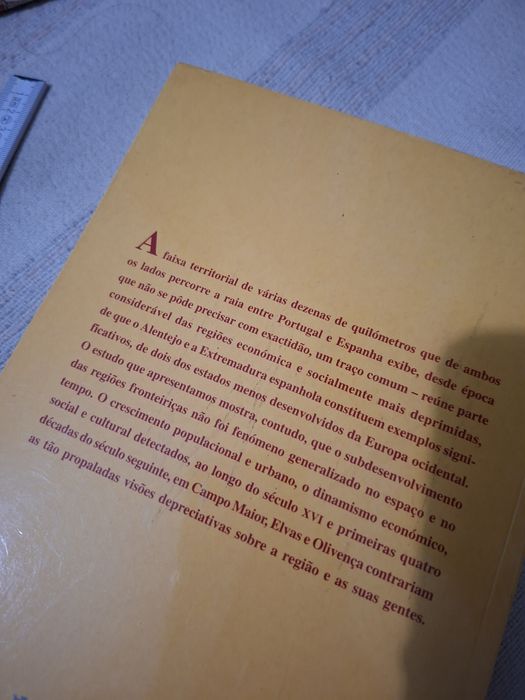 A faixa territorial de várias dezenas de quilómetros que de ambos
os lados percorre a raia entre Portugal e Espanha exibe, desde época
que não se pôde precisar com exactidão, um traço comum – reúne parte
considerável das regiões económica e socialmente mais deprimidas,
de que o Alentejo e a Extremadura espanhola constituem exemplos signi-
ficativos, de dois dos estados menos desenvolvidos da Europa ocidental.
O estudo que apresentamos mostra, contudo, que o subdesenvolvimento
das regiões fronteiriças não foi fenómeno generalizado no espaço e no
tempo. O crescimento populacional e urbano, o dinamismo económico,
social e cultural detectados, ao longo do século XVI e primeiras quatro
décadas do século seguinte, em Campo Maior, Elvas e Olivença contrariam
as tão propaladas visões depreciativas sobre a região e as suas gentes.